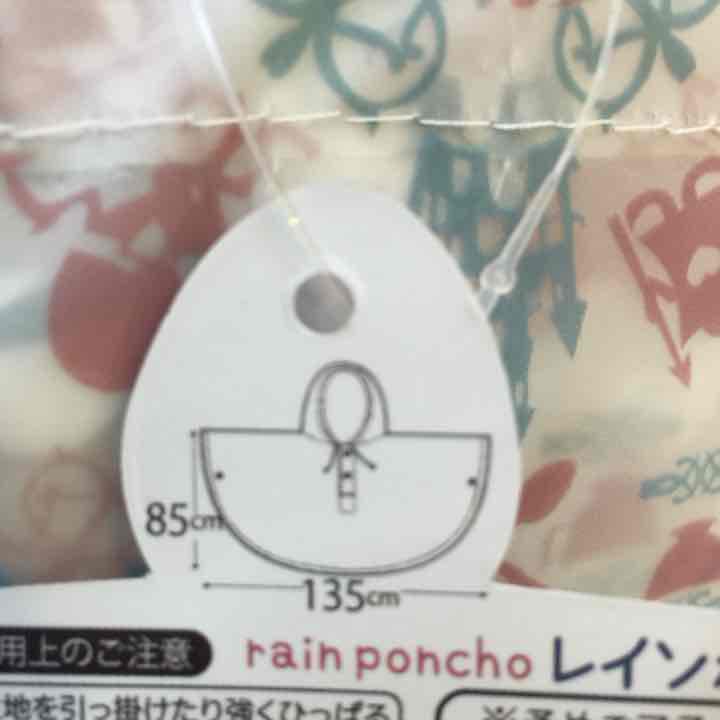 85cm
135cm
用上のご注意
rain poncho レイン
地を引っ掛けたり強くひっぱる